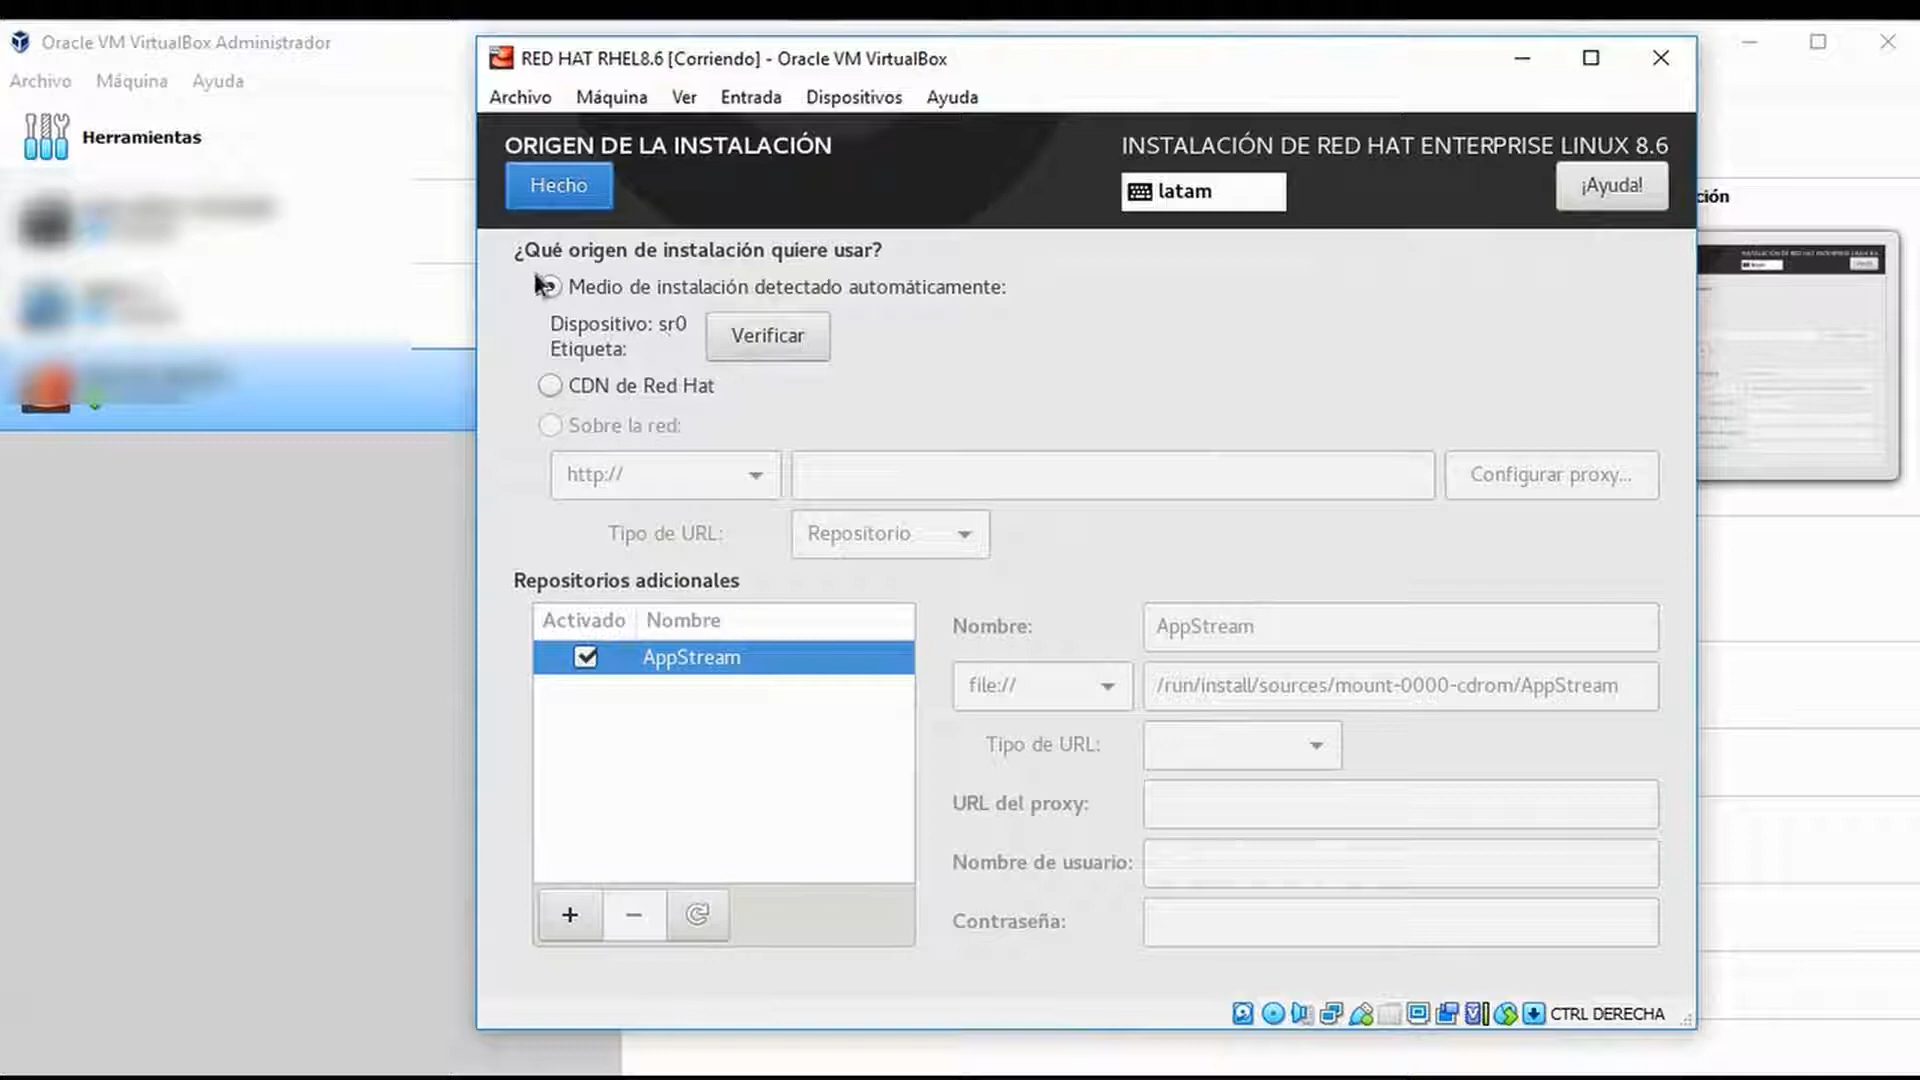 Oracle VM VirtualBox Administrador
Archivo Máquina Ayuda
Herramientas
RED HAT RHEL8.6 [Corriendo] - Oracle VM VirtualBox
Archivo Máquina Ver Entrada Dispositivos Ayuda
ORIGEN DE LA INSTALACIÓN
INSTALACIÓN DE RED HAT ENTERPRISE LINUX 8.6
Hecho
latam
¡Ayuda!
ción
¿Qué origen de instalación quiere usar?
Medio de instalación detectado automáticamente:
Dispositivo: sr0
Etiqueta:
Verificar
CDN de Red Hat
Sobre la red:
http://
Configurar proxy...
Tipo de URL:
Repositorio
Repositorios adicionales
Activado Nombre
AppStream
Nombre:
AppStream
file://
/run/install/sources/mount-0000-cdrom/AppStream
Tipo de URL:
URL del proxy:
Nombre de usuario:
Contraseña:
CTRL DERECHA